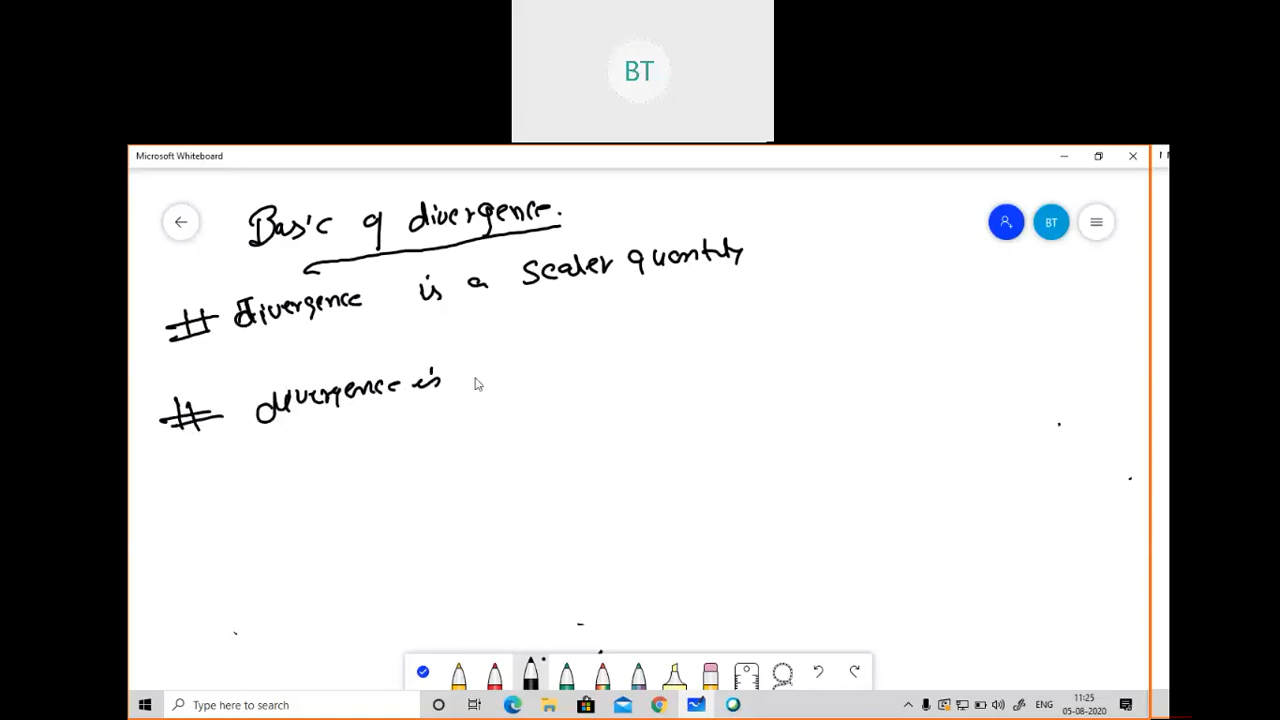 BT
Microsoft Whiteboard
Basic of divergence.
BT
# divergence is a scaler quantity
# divergence is
Type here to search
ENG
11:25
05-08-2020